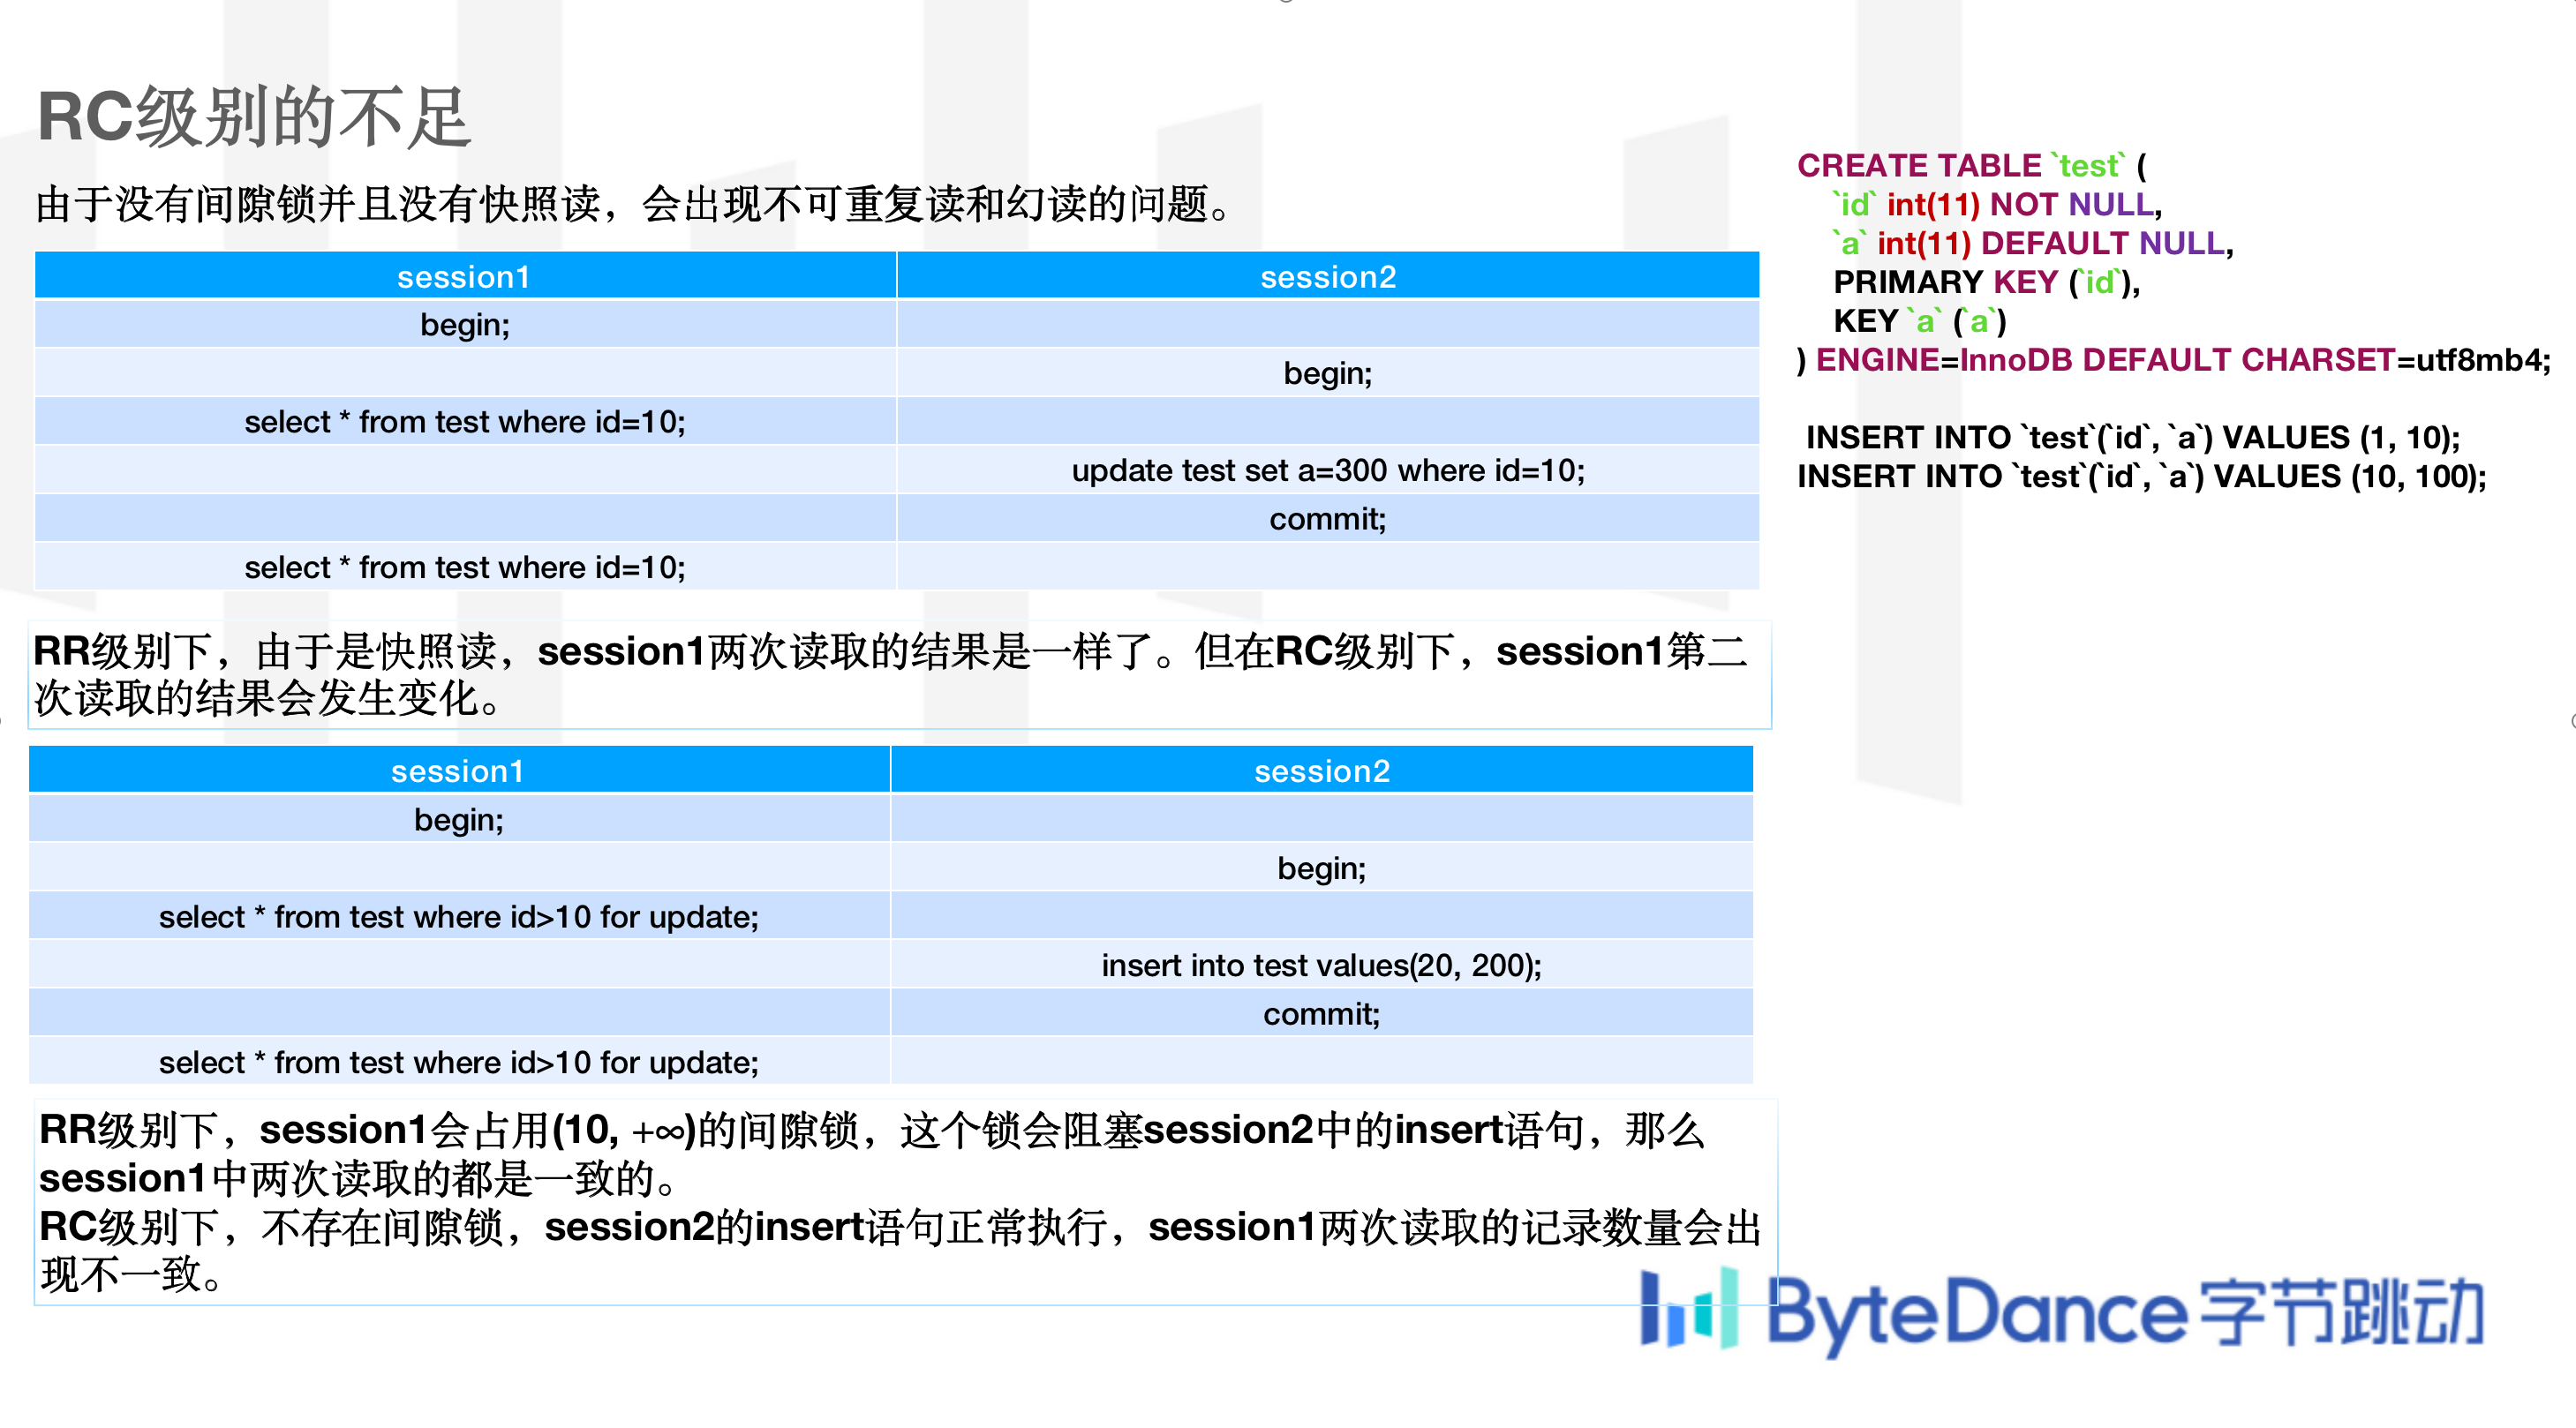 RC级别的不足
由于没有间隙锁并且没有快照读，会出现不可重复读和幻读的问题。
session1 session2
begin;
begin;
select * from test where id=10;
update test set a=300 where id=10;
commit;
select * from test where id=10;
RR级别下，由于是快照读，session1两次读取的结果是一样了。但在RC级别下，session1第二
次读取的结果会发生变化。
session1 session2
begin;
begin;
select * from test where id>10 for update;
insert into test values(20, 200);
commit;
select * from test where id>10 for update;
RR级别下，session1会占用(10, +∞)的间隙锁，这个锁会阻塞session2中的insert语句，那么
session1中两次读取的都是一致的。
RC级别下，不存在间隙锁，session2的insert语句正常执行，session1两次读取的记录数量会出
现不一致。
CREATE TABLE `test` (
`id` int(11) NOT NULL,
`a` int(11) DEFAULT NULL,
PRIMARY KEY (`id`),
KEY `a` (`a`)
) ENGINE=InnoDB DEFAULT CHARSET=utf8mb4;
INSERT INTO `test`(`id`, `a`) VALUES (1, 10);
INSERT INTO `test`(`id`, `a`) VALUES (10, 100);
ByteDance字节跳动